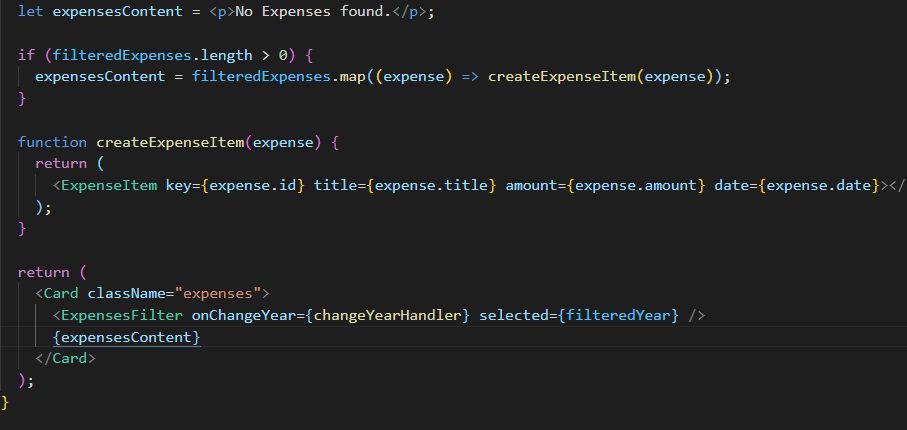 let expensesContent = <p>No Expenses found.</p>;
if (filteredExpenses.length > 0) {
expensesContent = filteredExpenses.map((expense) => createExpenseItem(expense));
}
function createExpenseItem(expense) {
return (
<ExpenseItem key={expense.id} title={expense.title} amount={expense.amount} date={expense.date}></
);
}
return (
<Card className="expenses">
<ExpensesFilter onChangeYear={changeYearHandler} selected={filteredYear} />
{expensesContent}
</Card>
);
}